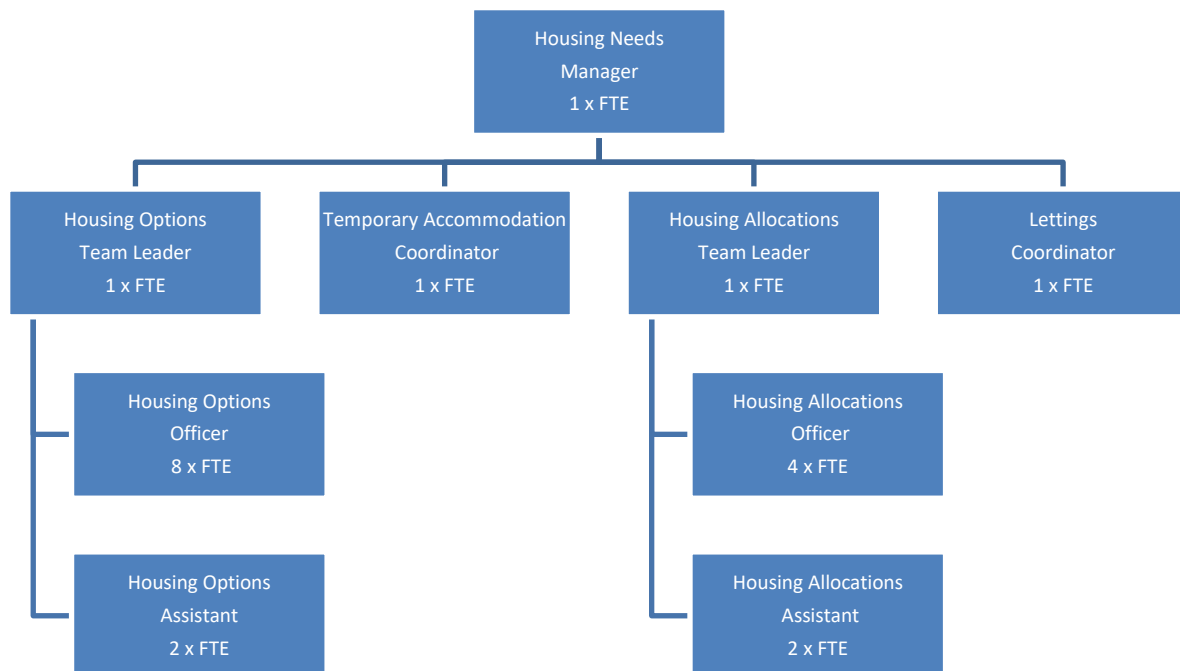 Housing Needs
Manager
1 x FTE
Housing Options
Team Leader
1 x FTE
Temporary Accommodation
Coordinator
1 x FTE
Housing Allocations
Team Leader
1 x FTE
Lettings
Coordinator
1 x FTE
Housing Options
Officer
8 x FTE
Housing Allocations
Officer
4 x FTE
Housing Options
Assistant
2 x FTE
Housing Allocations
Assistant
2 x FTE